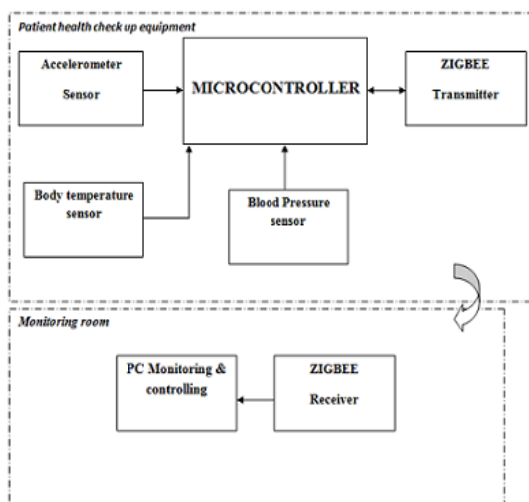 Patient health check up equipment
Accelerometer
Sensor
MICROCONTROLLER
ZIGBEE
Transmitter
Body temperature
sensor
Blood Pressure
sensor
Monitoring room
PC Monitoring &
controlling
ZIGBEE
Receiver